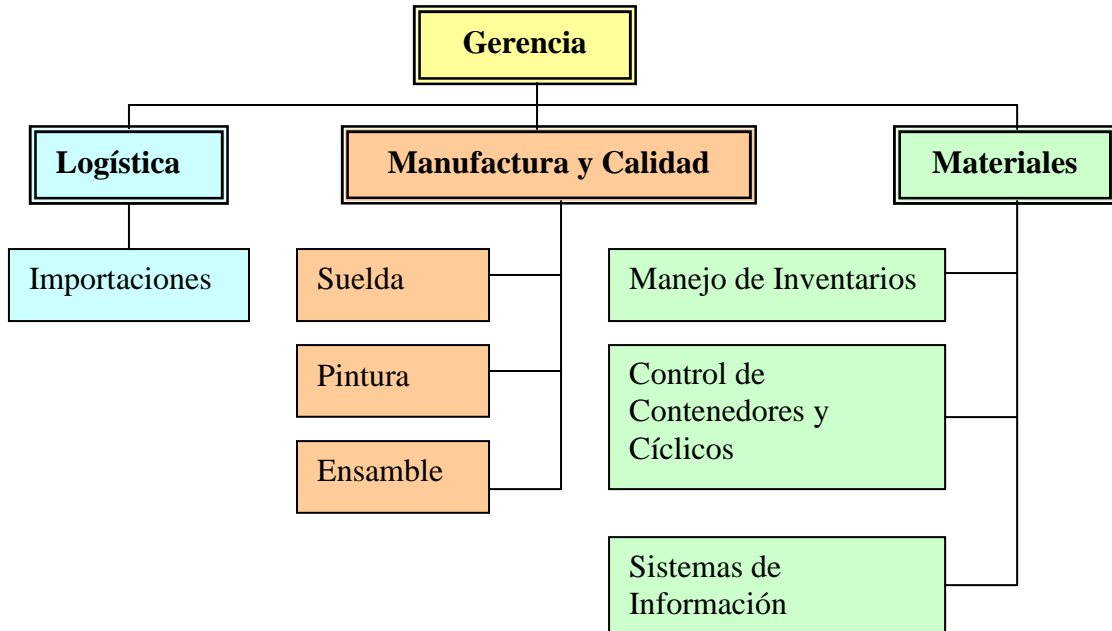 Gerencia
Logística
Manufactura y Calidad
Materiales
Importaciones
Suelda
Pintura
Ensamble
Manejo de Inventarios
Control de
Contenedores y
Cíclicos
Sistemas de
Información